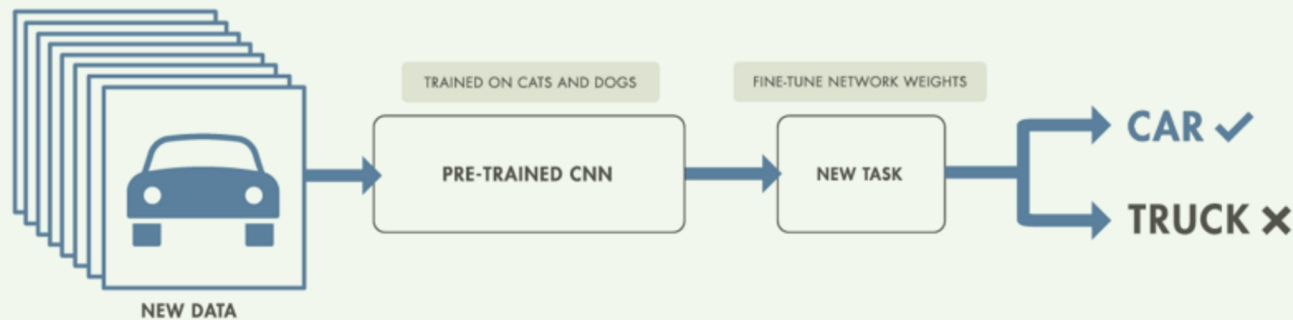 TRAINED ON CATS AND DOGS
FINE-TUNE NETWORK WEIGHTS
CAR
PRE-TRAINED CNN
NEW TASK
TRUCK
NEW DATA